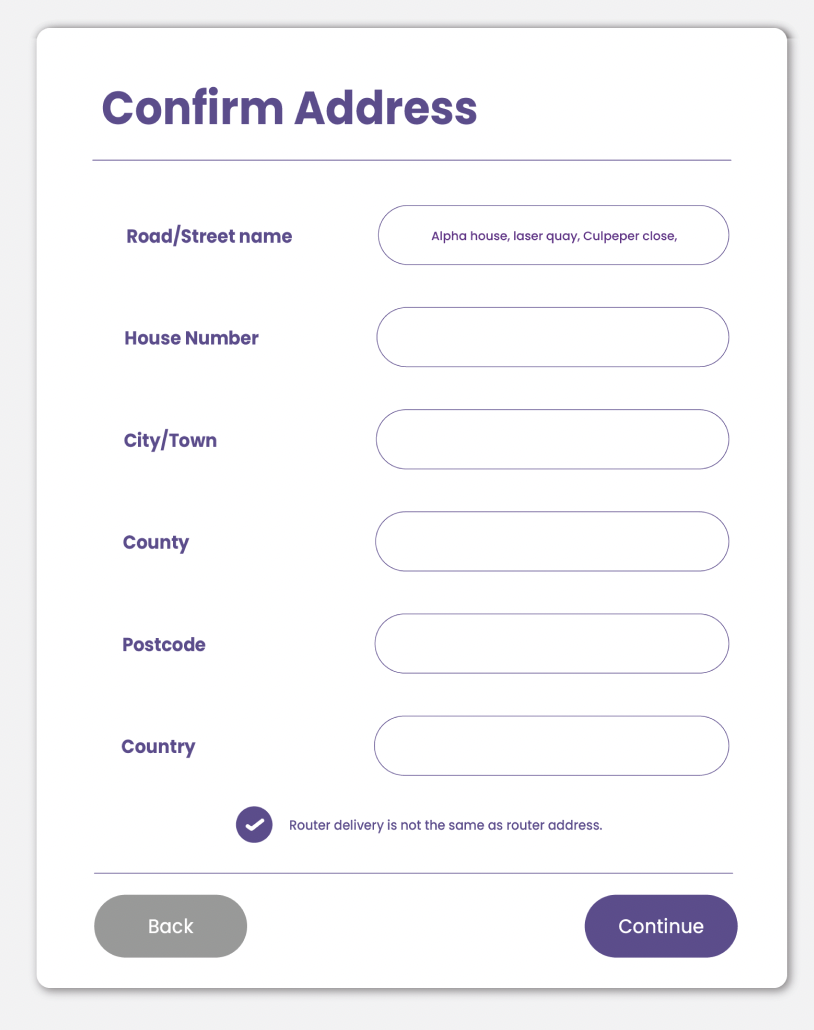 Confirm Address
Road/Street name
Alpha house, laser quay, Culpeper close,
House Number
City/Town
County
Postcode
Country
Router delivery is not the same as router address.
Back
Continue